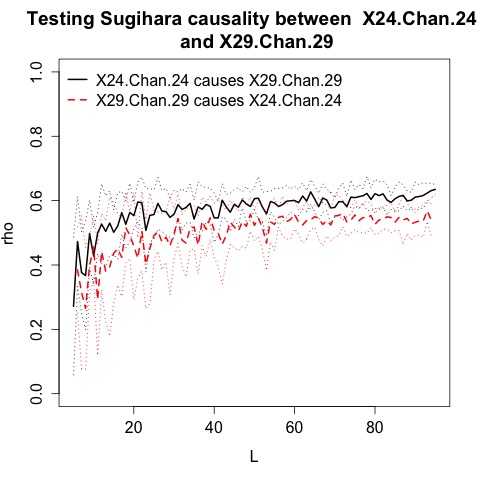 Testing Sugihara causality between  X24.Chan.24
and X29.Chan.29
X24.Chan.24 causes X29.Chan.29
X29.Chan.29 causes X24.Chan.24
rho
1.0
0.8
0.6
0.4
0.2
0.0
20 40 60 80
L